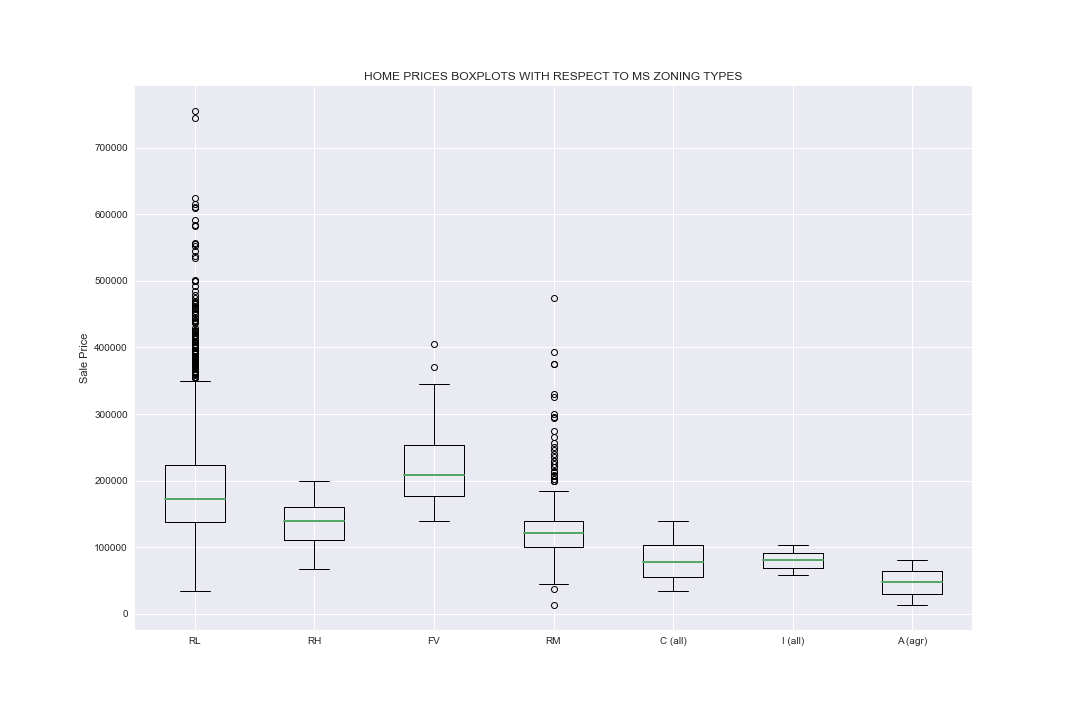 HOME PRICES BOXPLOTS WITH RESPECT TO MS ZONING TYPES
Sale Price
700000
600000
500000
400000
300000
200000
100000
0
RL RH FV RM C (all) I (all) A (agr)